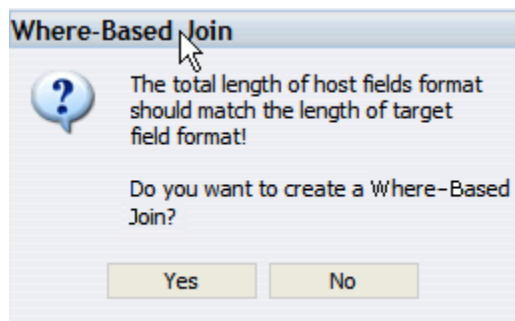 Where-Based Join
The total length of host fields format
should match the length of target
field format!
Do you want to create a Where-Based
Join?
Yes
No